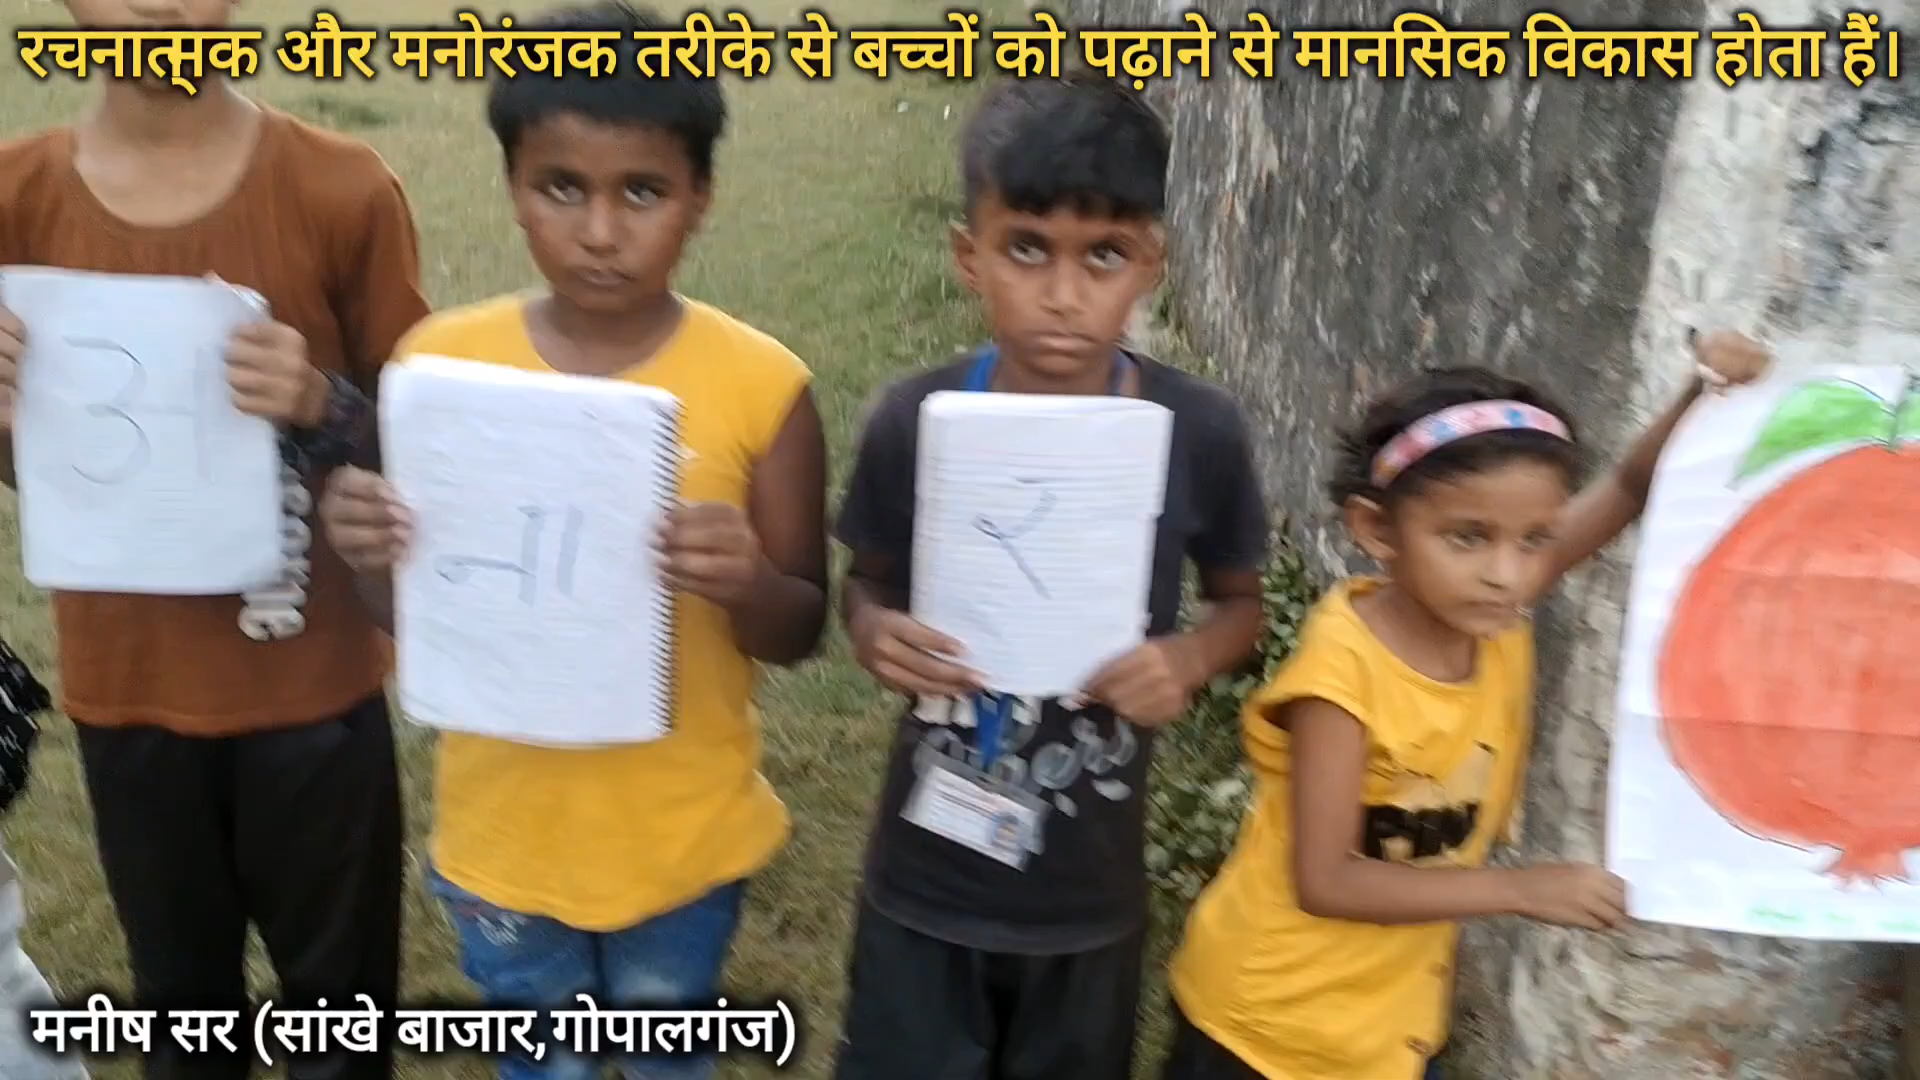 रचनात्मक और मनोरंजक तरीके से बच्चों को पढ़ाने से मानसिक विकास होता हैं।
अ
ना
र
मनीष सर (सांखे बाजार,गोपालगंज)